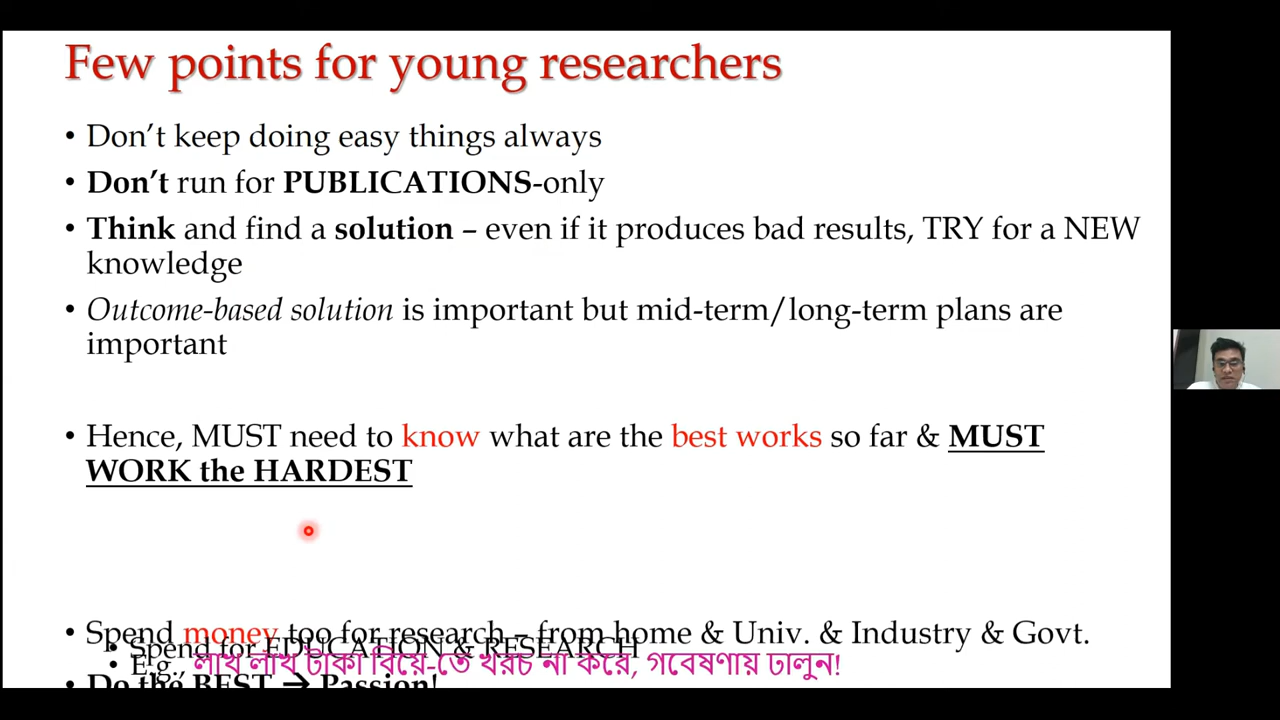 Few points for young researchers
• Don't keep doing easy things always
• Don't run for PUBLICATIONS-only
• Think and find a solution – even if it produces bad results, TRY for a NEW
knowledge
• Outcome-based solution is important but mid-term/long-term plans are
important
• Hence, MUST need to know what are the best works so far & MUST
WORK the HARDEST
• Spend money too for research – from home & Univ. & Industry & Govt.
• Spend for EDUCATION & RESEARCH
• E.g., লাখ লাখ টাকা বিয়ে-তে খরচ না করে, গবেষণায় ঢালুন!
• Do the BEST → Passion!